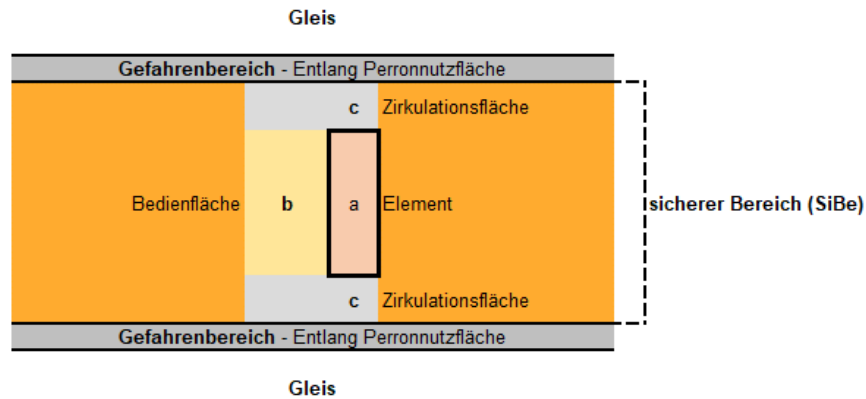 Gleis
Gefahrenbereich - Entlang Perronnutzfläche
c Zirkulationsfläche
Bedienfläche b a Element sicherer Bereich (SiBe)
c Zirkulationsfläche
Gefahrenbereich - Entlang Perronnutzfläche
Gleis